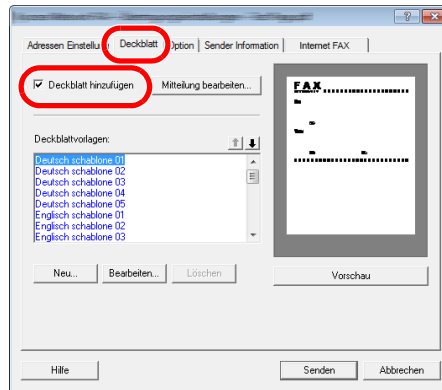 Adressen Einstellu
Deckblatt
Option
Sender Information
Internet FAX
Deckblatt hinzufügen
Mitteilung bearbeiten...
Deckblattvorlagen:
Deutsch schablone 01
Deutsch schablone 02
Deutsch schablone 03
Deutsch schablone 04
Deutsch schablone 05
Englisch schablone 01
Englisch schablone 02
Englisch schablone 03
FAX
Neu...
Bearbeiten...
Löschen
Vorschau
Hilfe
Senden
Abbrechen